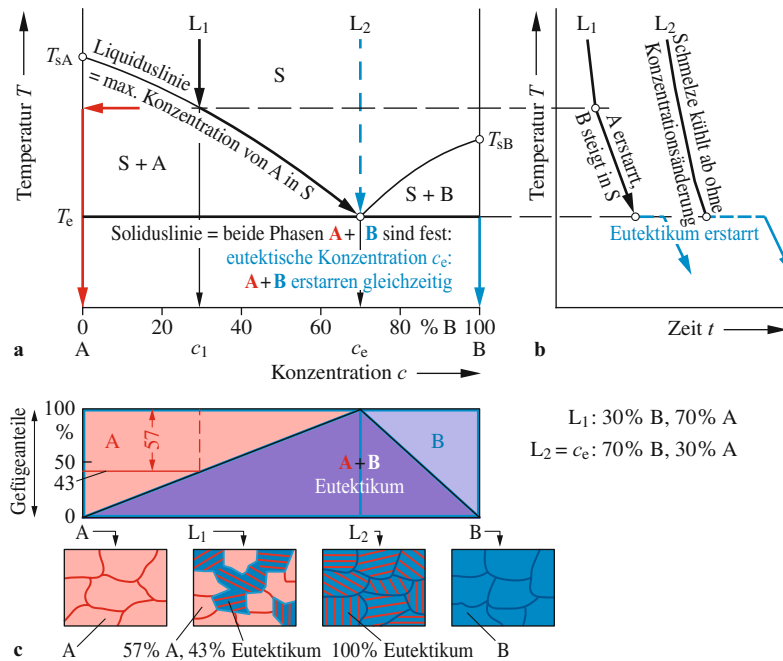 L1
L2
Temperatur T
TsA
Liquiduslinie
= max. Konzentration von A in S
S
TsB
S + A
S + B
Te
Soliduslinie = beide Phasen A+ B sind fest:
eutektische Konzentration ce:
A+B erstarren gleichzeitig
0 20 40 60 80 % B 100
a
A c1 ce B
Konzentration c
Temperatur T
L1
L2
A erstarrt,
B steigt in S
Schmelze kühlt ab ohne
Konzentrationsänderung
Eutektikum erstarrt
b
Zeit t
Gefügeanteile
100
%
50
43
0
A
57
A+B
Eutektikum
B
L1: 30% B, 70% A
L2 = ce: 70% B, 30% A
A L1 L2 B
c
A 57% A, 43% Eutektikum 100% Eutektikum B